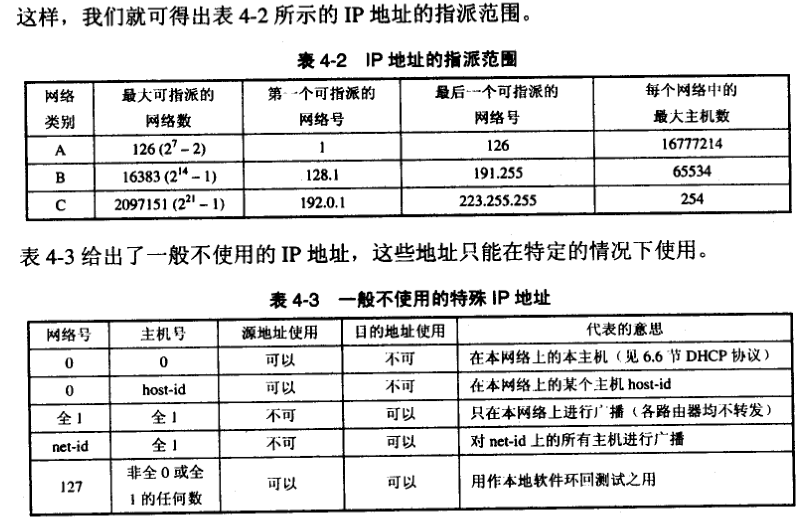 这样，我们就可得出表 4-2 所示的 IP 地址的指派范围。
表 4-2 IP 地址的指派范围
网络类别 最大可指派的网络数 第一个可指派的网络号 最后一个可指派的网络号 每个网络中的最大主机数
A 126 (2⁷ – 2) 1 126 16777214
B 16383 (2¹⁴ – 1) 128.1 191.255 65534
C 2097151 (2²¹ – 1) 192.0.1 223.255.255 254
表 4-3 给出了一般不使用的 IP 地址，这些地址只能在特定的情况下使用。
表 4-3 一般不使用的特殊 IP 地址
网络号 主机号 源地址使用 目的地址使用 代表的意思
0 0 可以 不可 在本网络上的本主机（见 6.6 节 DHCP 协议）
0 host-id 可以 不可 在本网络上的某个主机 host-id
全 1 全 1 不可 可以 只在本网络上进行广播（各路由器均不转发）
net-id 全 1 不可 可以 对 net-id 上的所有主机进行广播
127 非全 0 或全 1 的任何数 可以 可以 用作本地软件环回测试之用